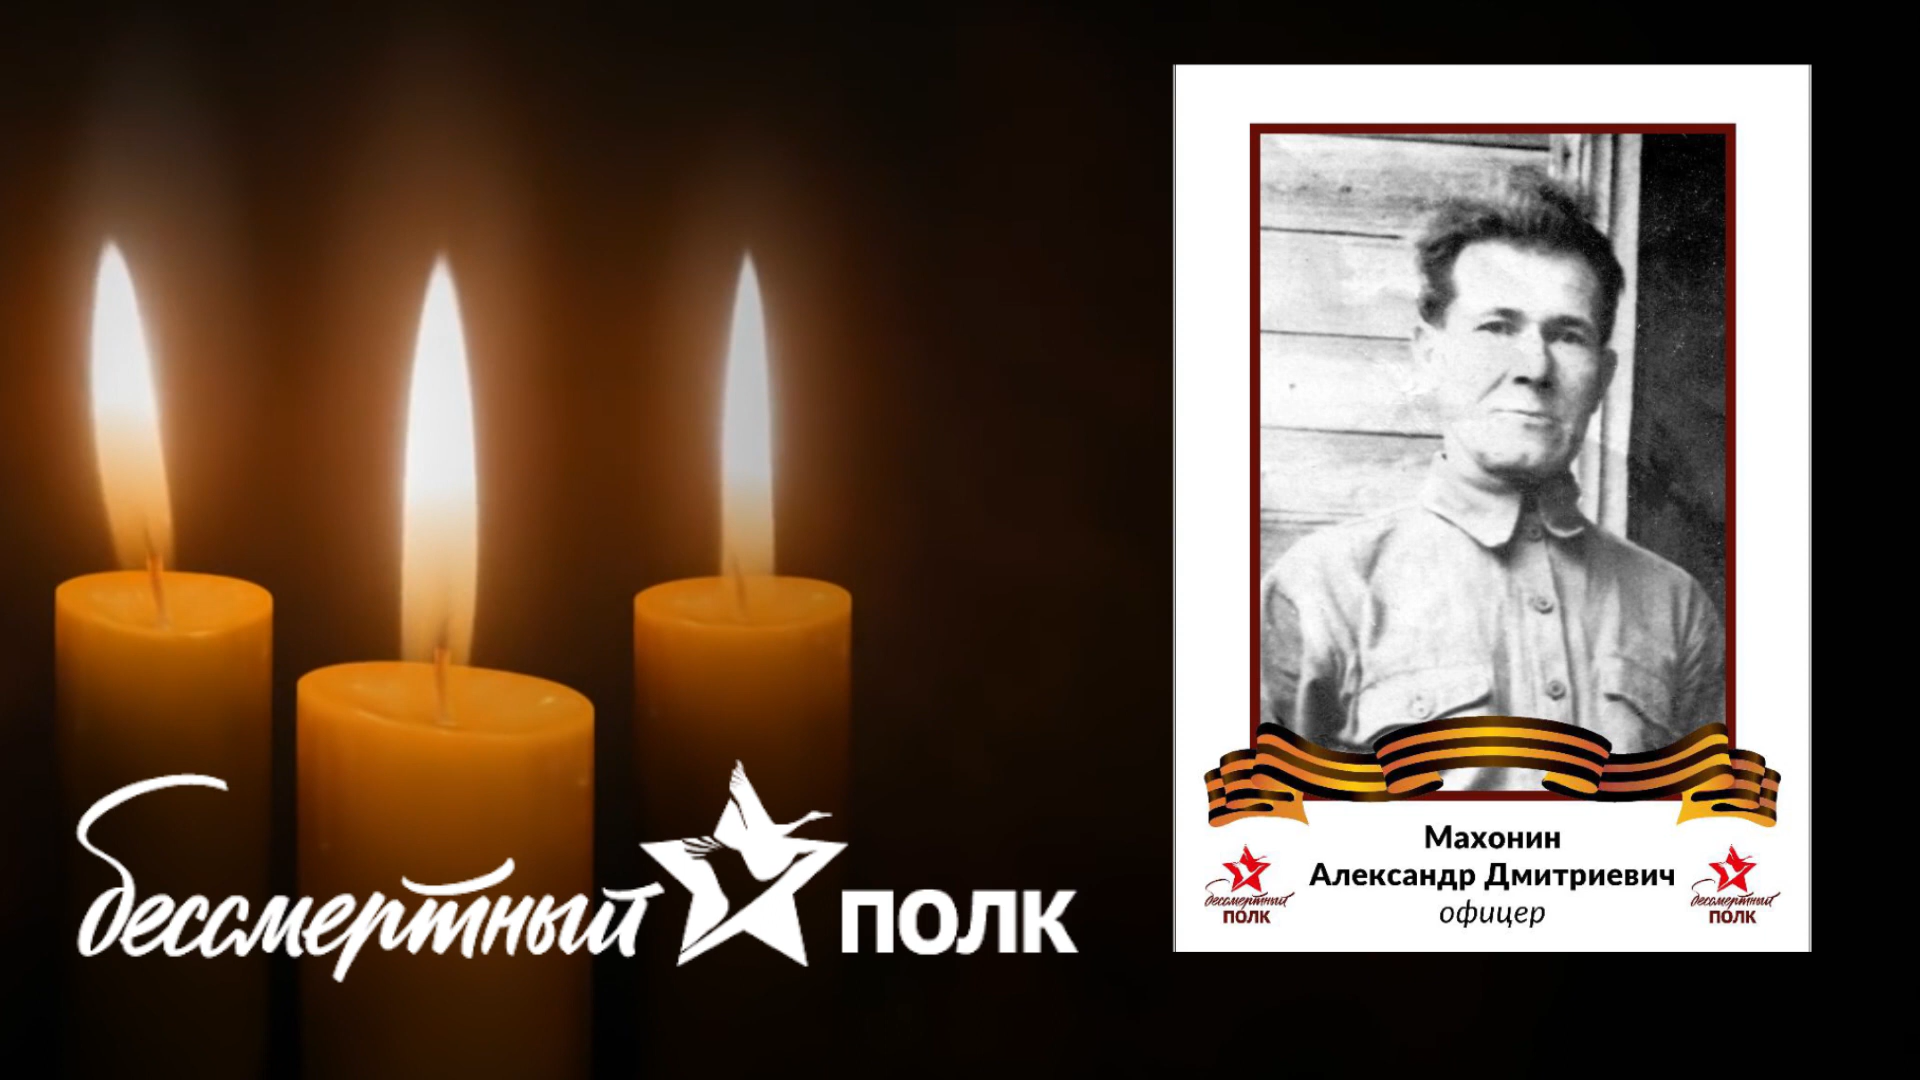 бессмертный ПОЛК
Махонин
Александр Дмитриевич
офицер
бессмертный
ПОЛК
бессмертный
ПОЛК